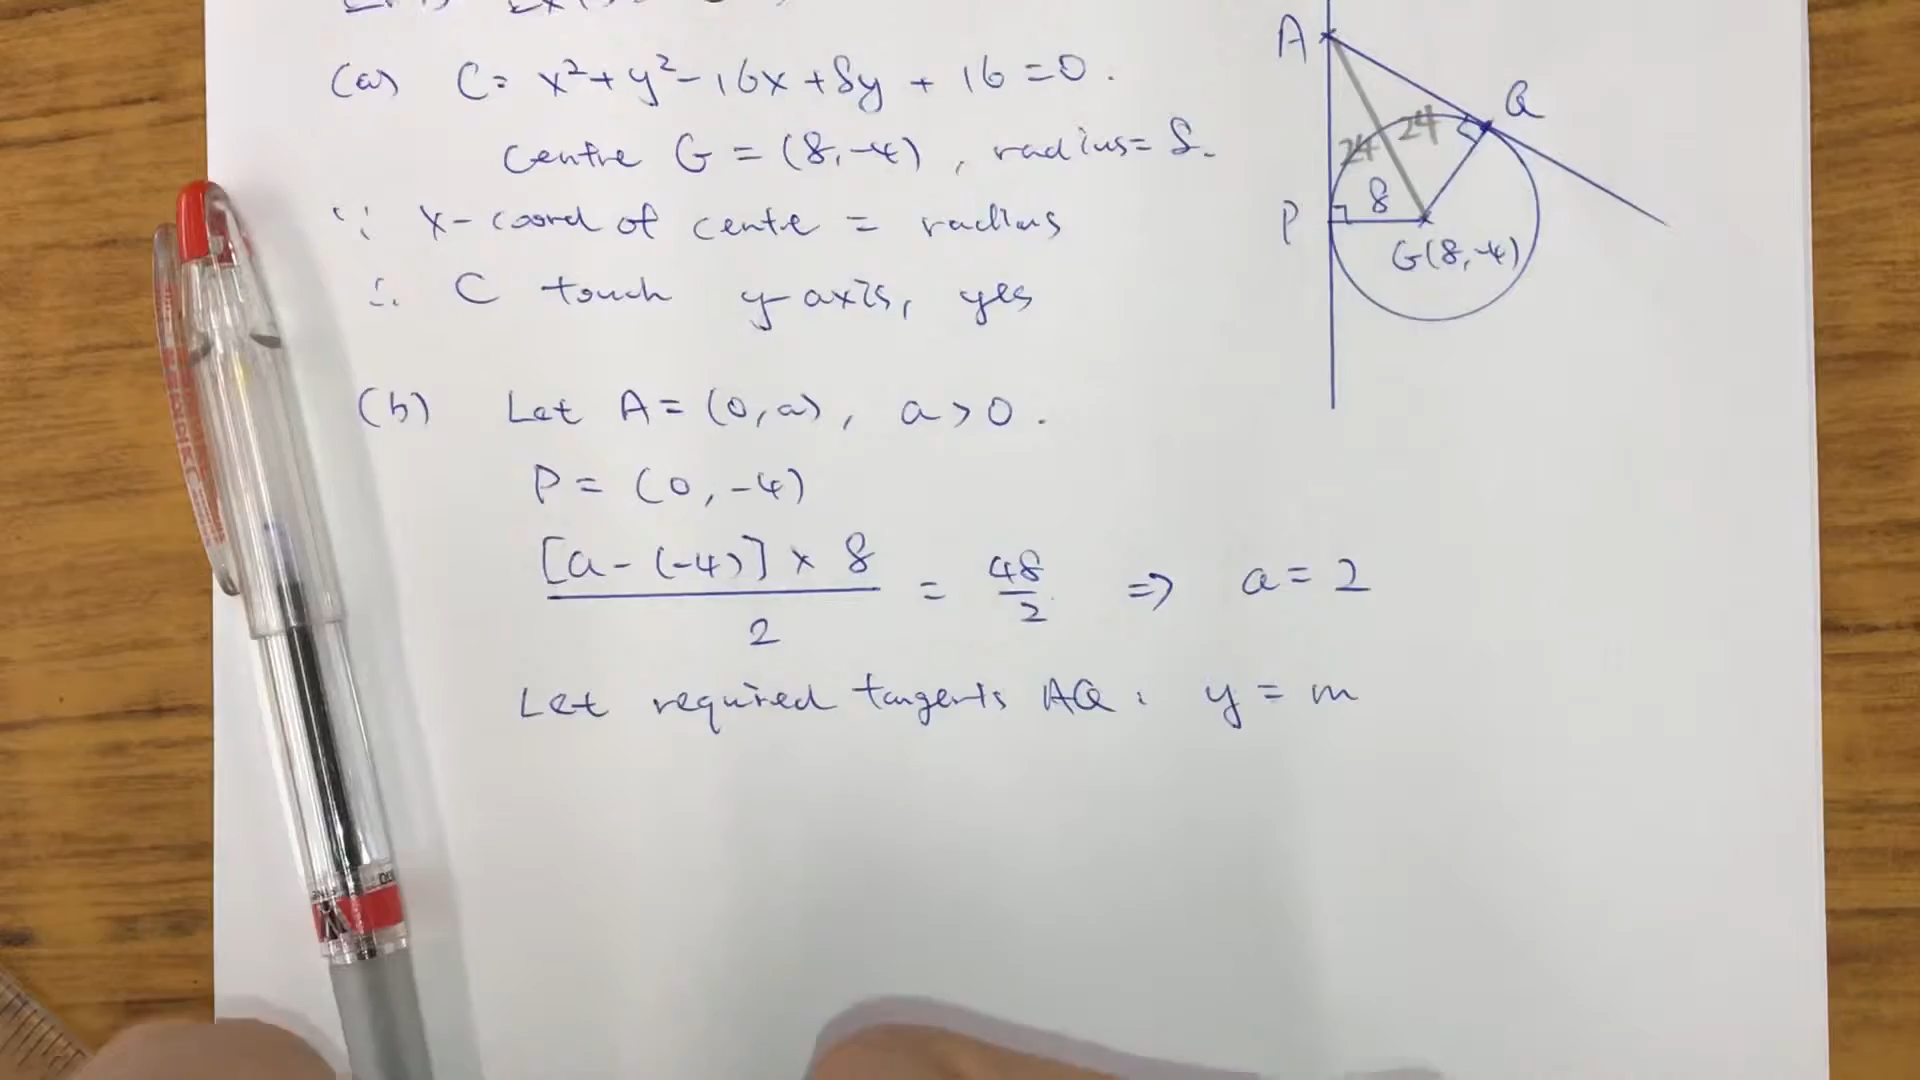 (a) C: x²+y²-16x+8y+16=0.
centre G=(8,-4), radius=8.
∵ x-coord of centre = radius
∴ C touch y-axis, yes
A
Q
24
24
8
P
G(8,-4)
(b) Let A=(0,a), a>0.
P=(0,-4)
[a-(-4)]×8/2 = 48/2 ⇒ a=2
Let required tangents AQ: y=m